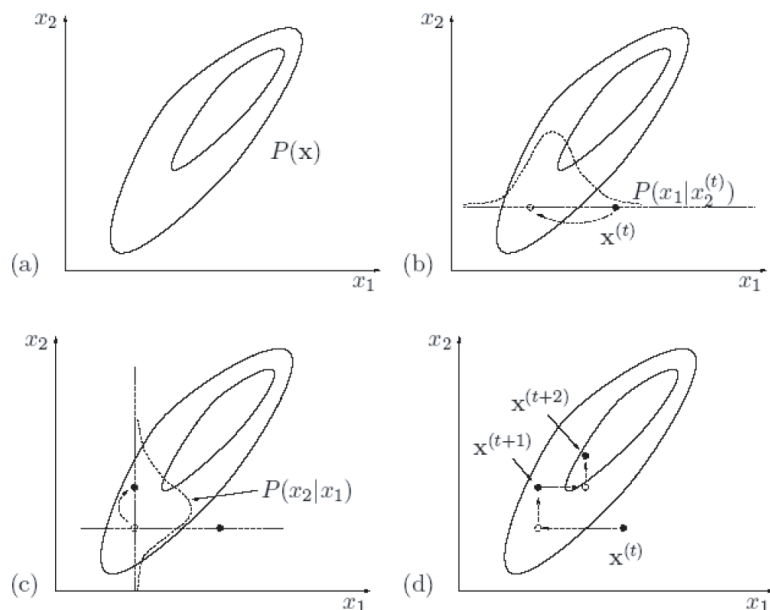 x₂
P(x)
(a)
x₁
x₂
P(x₁|x₂⁽ᵗ⁾)
x⁽ᵗ⁾
(b)
x₁
x₂
P(x₂|x₁)
(c)
x₁
x₂
x⁽ᵗ⁺²⁾
x⁽ᵗ⁺¹⁾
x⁽ᵗ⁾
(d)
x₁